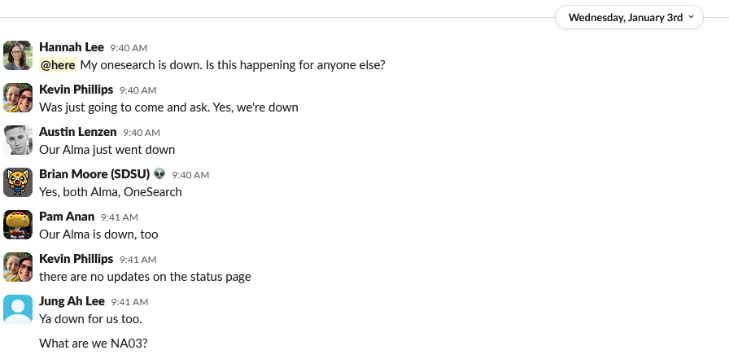 Wednesday, January 3rd
Hannah Lee 9:40 AM
@here My onesearch is down. Is this happening for anyone else?
Kevin Phillips 9:40 AM
Was just going to come and ask. Yes, we're down
Austin Lenzen 9:40 AM
Our Alma just went down
Brian Moore (SDSU) 👽 9:40 AM
Yes, both Alma, OneSearch
Pam Anan 9:41 AM
Our Alma is down, too
Kevin Phillips 9:41 AM
there are no updates on the status page
Jung Ah Lee 9:41 AM
Ya down for us too.
What are we NA03?